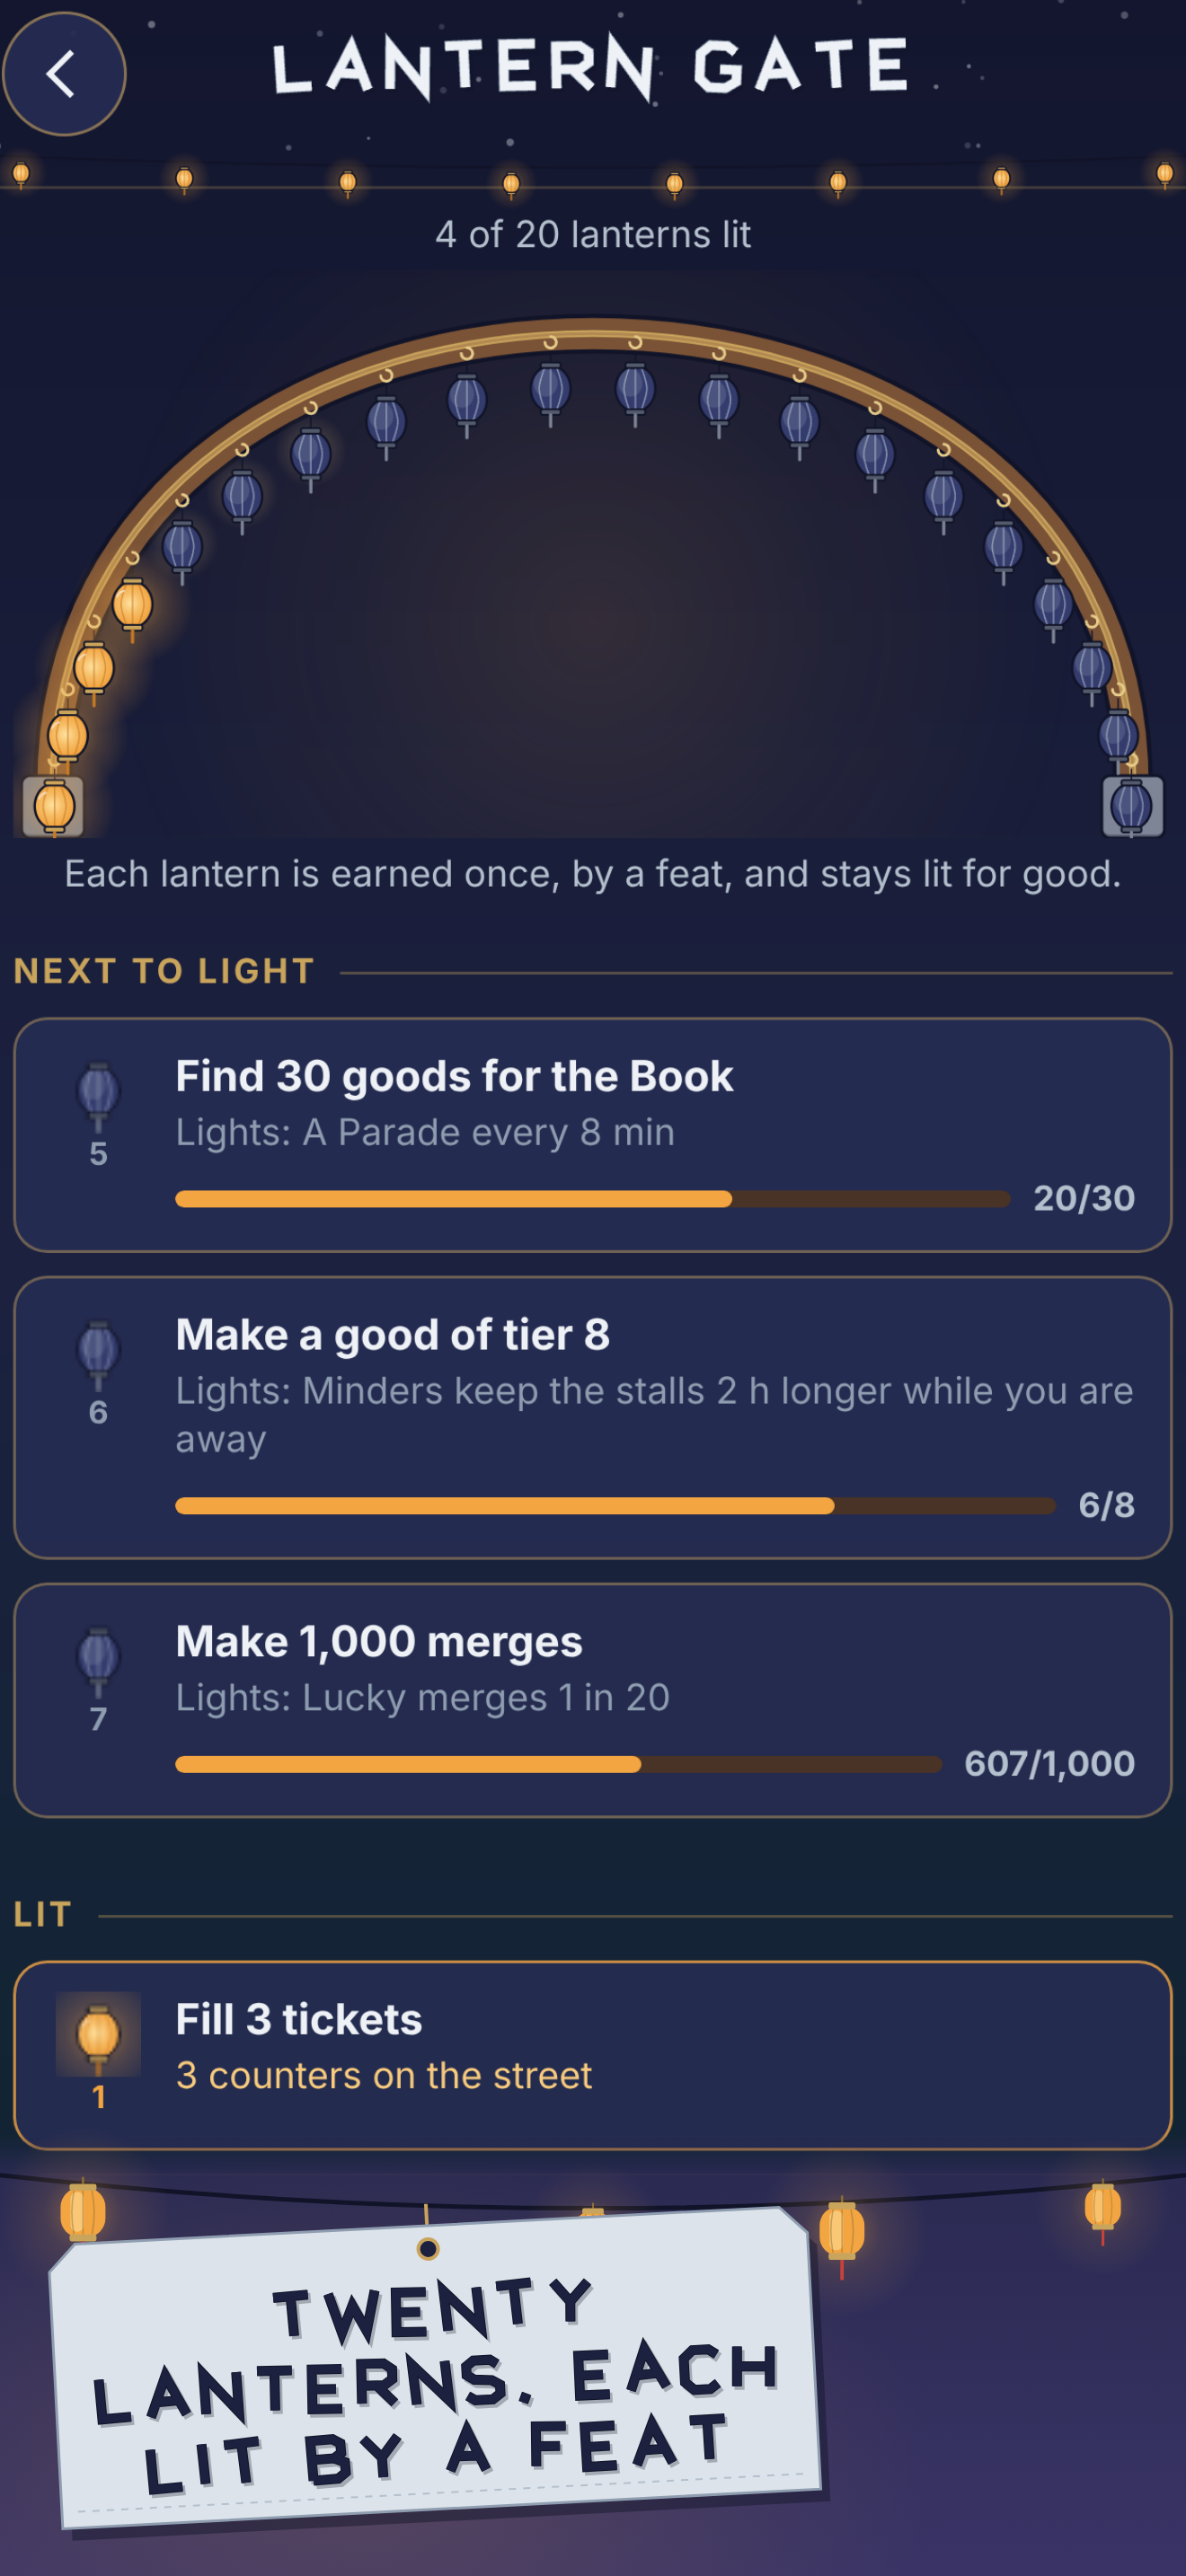 LANTERN GATE
4 of 20 lanterns lit
Each lantern is earned once, by a feat, and stays lit for good.
NEXT TO LIGHT
Find 30 goods for the Book
Lights: A Parade every 8 min
5
20/30
Make a good of tier 8
Lights: Minders keep the stalls 2 h longer while you are
away
6
6/8
Make 1,000 merges
Lights: Lucky merges 1 in 20
7
607/1,000
LIT
Fill 3 tickets
3 counters on the street
1
TWENTY
LANTERNS. EACH
LIT BY A FEAT